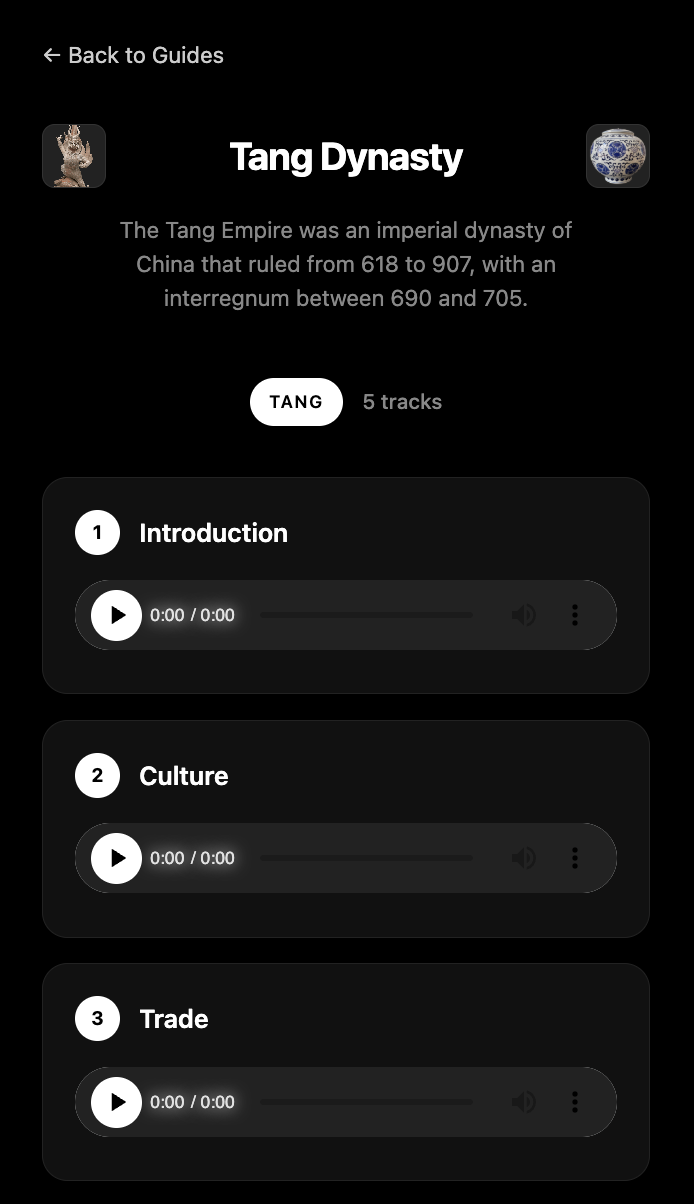 ← Back to Guides
Tang Dynasty
The Tang Empire was an imperial dynasty of
China that ruled from 618 to 907, with an
interregnum between 690 and 705.
TANG 5 tracks
1 Introduction
0:00 / 0:00
2 Culture
0:00 / 0:00
3 Trade
0:00 / 0:00